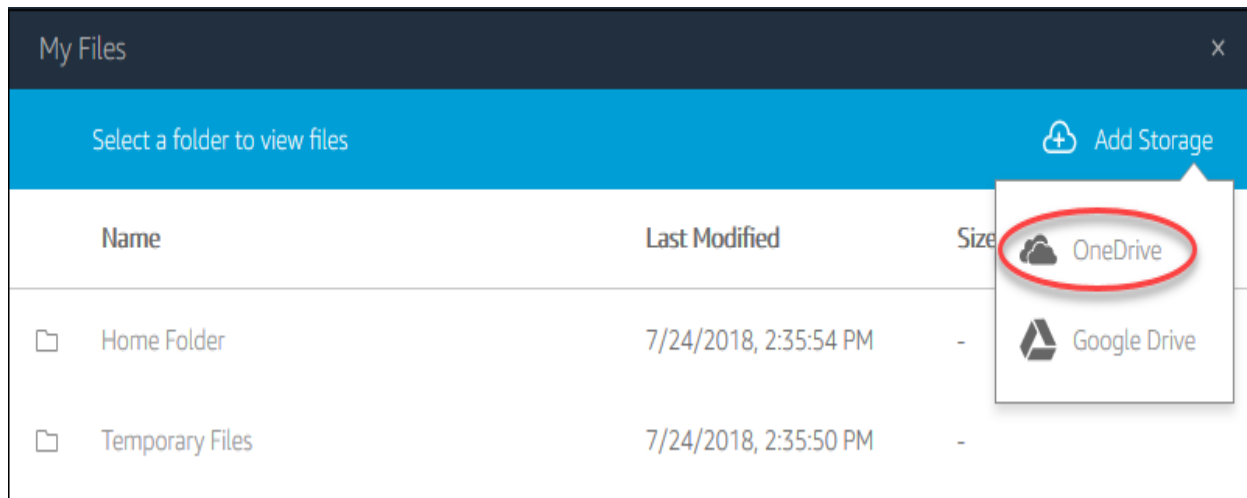 My Files x
Select a folder to view files Add Storage
Name Last Modified Size
OneDrive
Home Folder 7/24/2018, 2:35:54 PM - Google Drive
Temporary Files 7/24/2018, 2:35:50 PM -